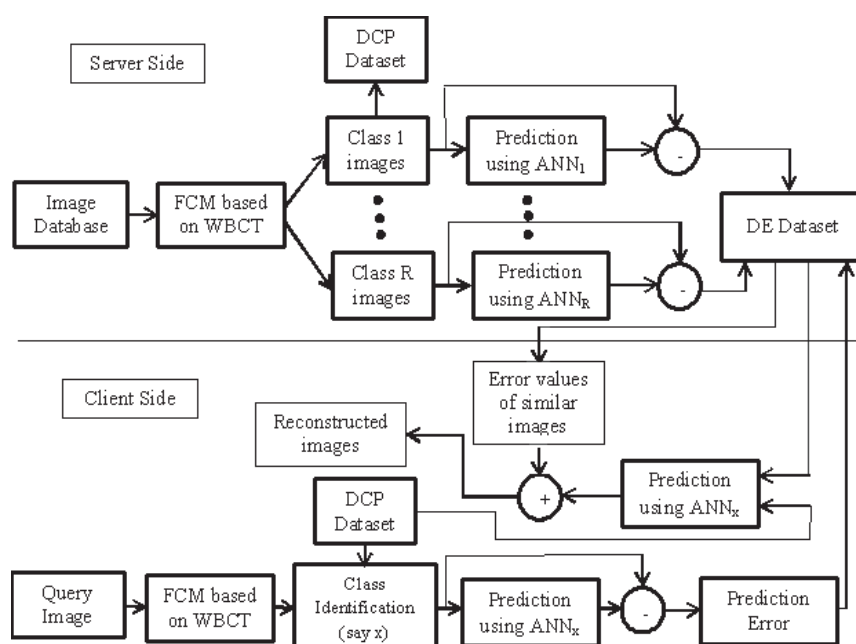 DCP
Dataset
Server Side
Class 1
images
Prediction
using ANN1
-
Image
Database
FCM based
on WBCT
DE Dataset
Class R
images
Prediction
using ANNR
-
Client Side
Error values
of similar
images
Reconstructed
images
Prediction
using ANNx
+
DCP
Dataset
Query
Image
FCM based
on WBCT
Class
Identification
(say x)
Prediction
using ANNx
-
Prediction
Error